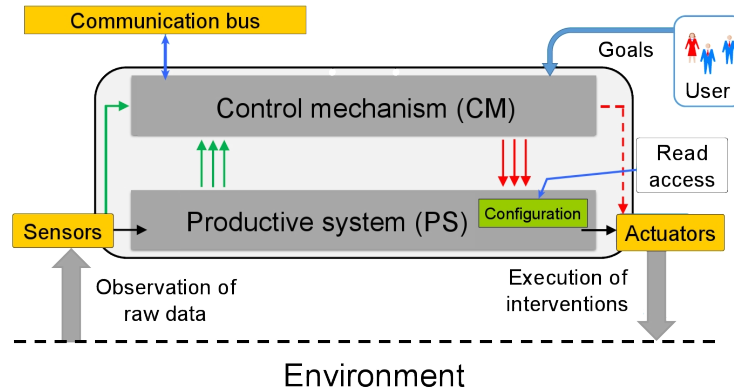 Communication bus
Goals
User
Control mechanism (CM)
Read
access
Configuration
Productive system (PS)
Sensors
Actuators
Observation of
raw data
Execution of
interventions
Environment